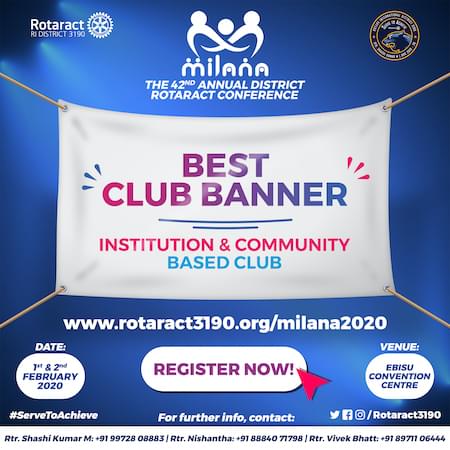 Rotaract
RI DISTRICT 3190
milana
THE 42ND ANNUAL DISTRICT
ROTARACT CONFERENCE
BEST
CLUB BANNER
INSTITUTION & COMMUNITY
BASED CLUB
www.rotaract3190.org/milana2020
DATE:
1st & 2nd
FEBRUARY
2020
REGISTER NOW!
VENUE:
EBISU
CONVENTION
CENTRE
#ServeToAchieve
For further info, contact:
/Rotaract3190
Rtr. Shashi Kumar M: +91 99728 08883 | Rtr. Nishantha: +91 88840 71798 | Rtr. Vivek Bhatt: +91 89711 06444